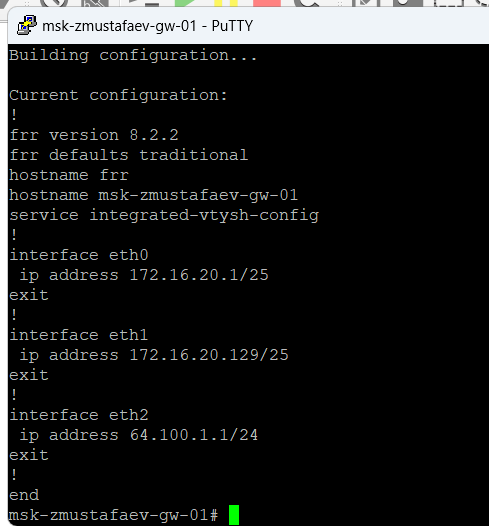 msk-zmustafaev-gw-01 - PuTTY
Building configuration...
Current configuration:
!
frr version 8.2.2
frr defaults traditional
hostname frr
hostname msk-zmustafaev-gw-01
service integrated-vtysh-config
!
interface eth0
 ip address 172.16.20.1/25
exit
!
interface eth1
 ip address 172.16.20.129/25
exit
!
interface eth2
 ip address 64.100.1.1/24
exit
!
end
msk-zmustafaev-gw-01#